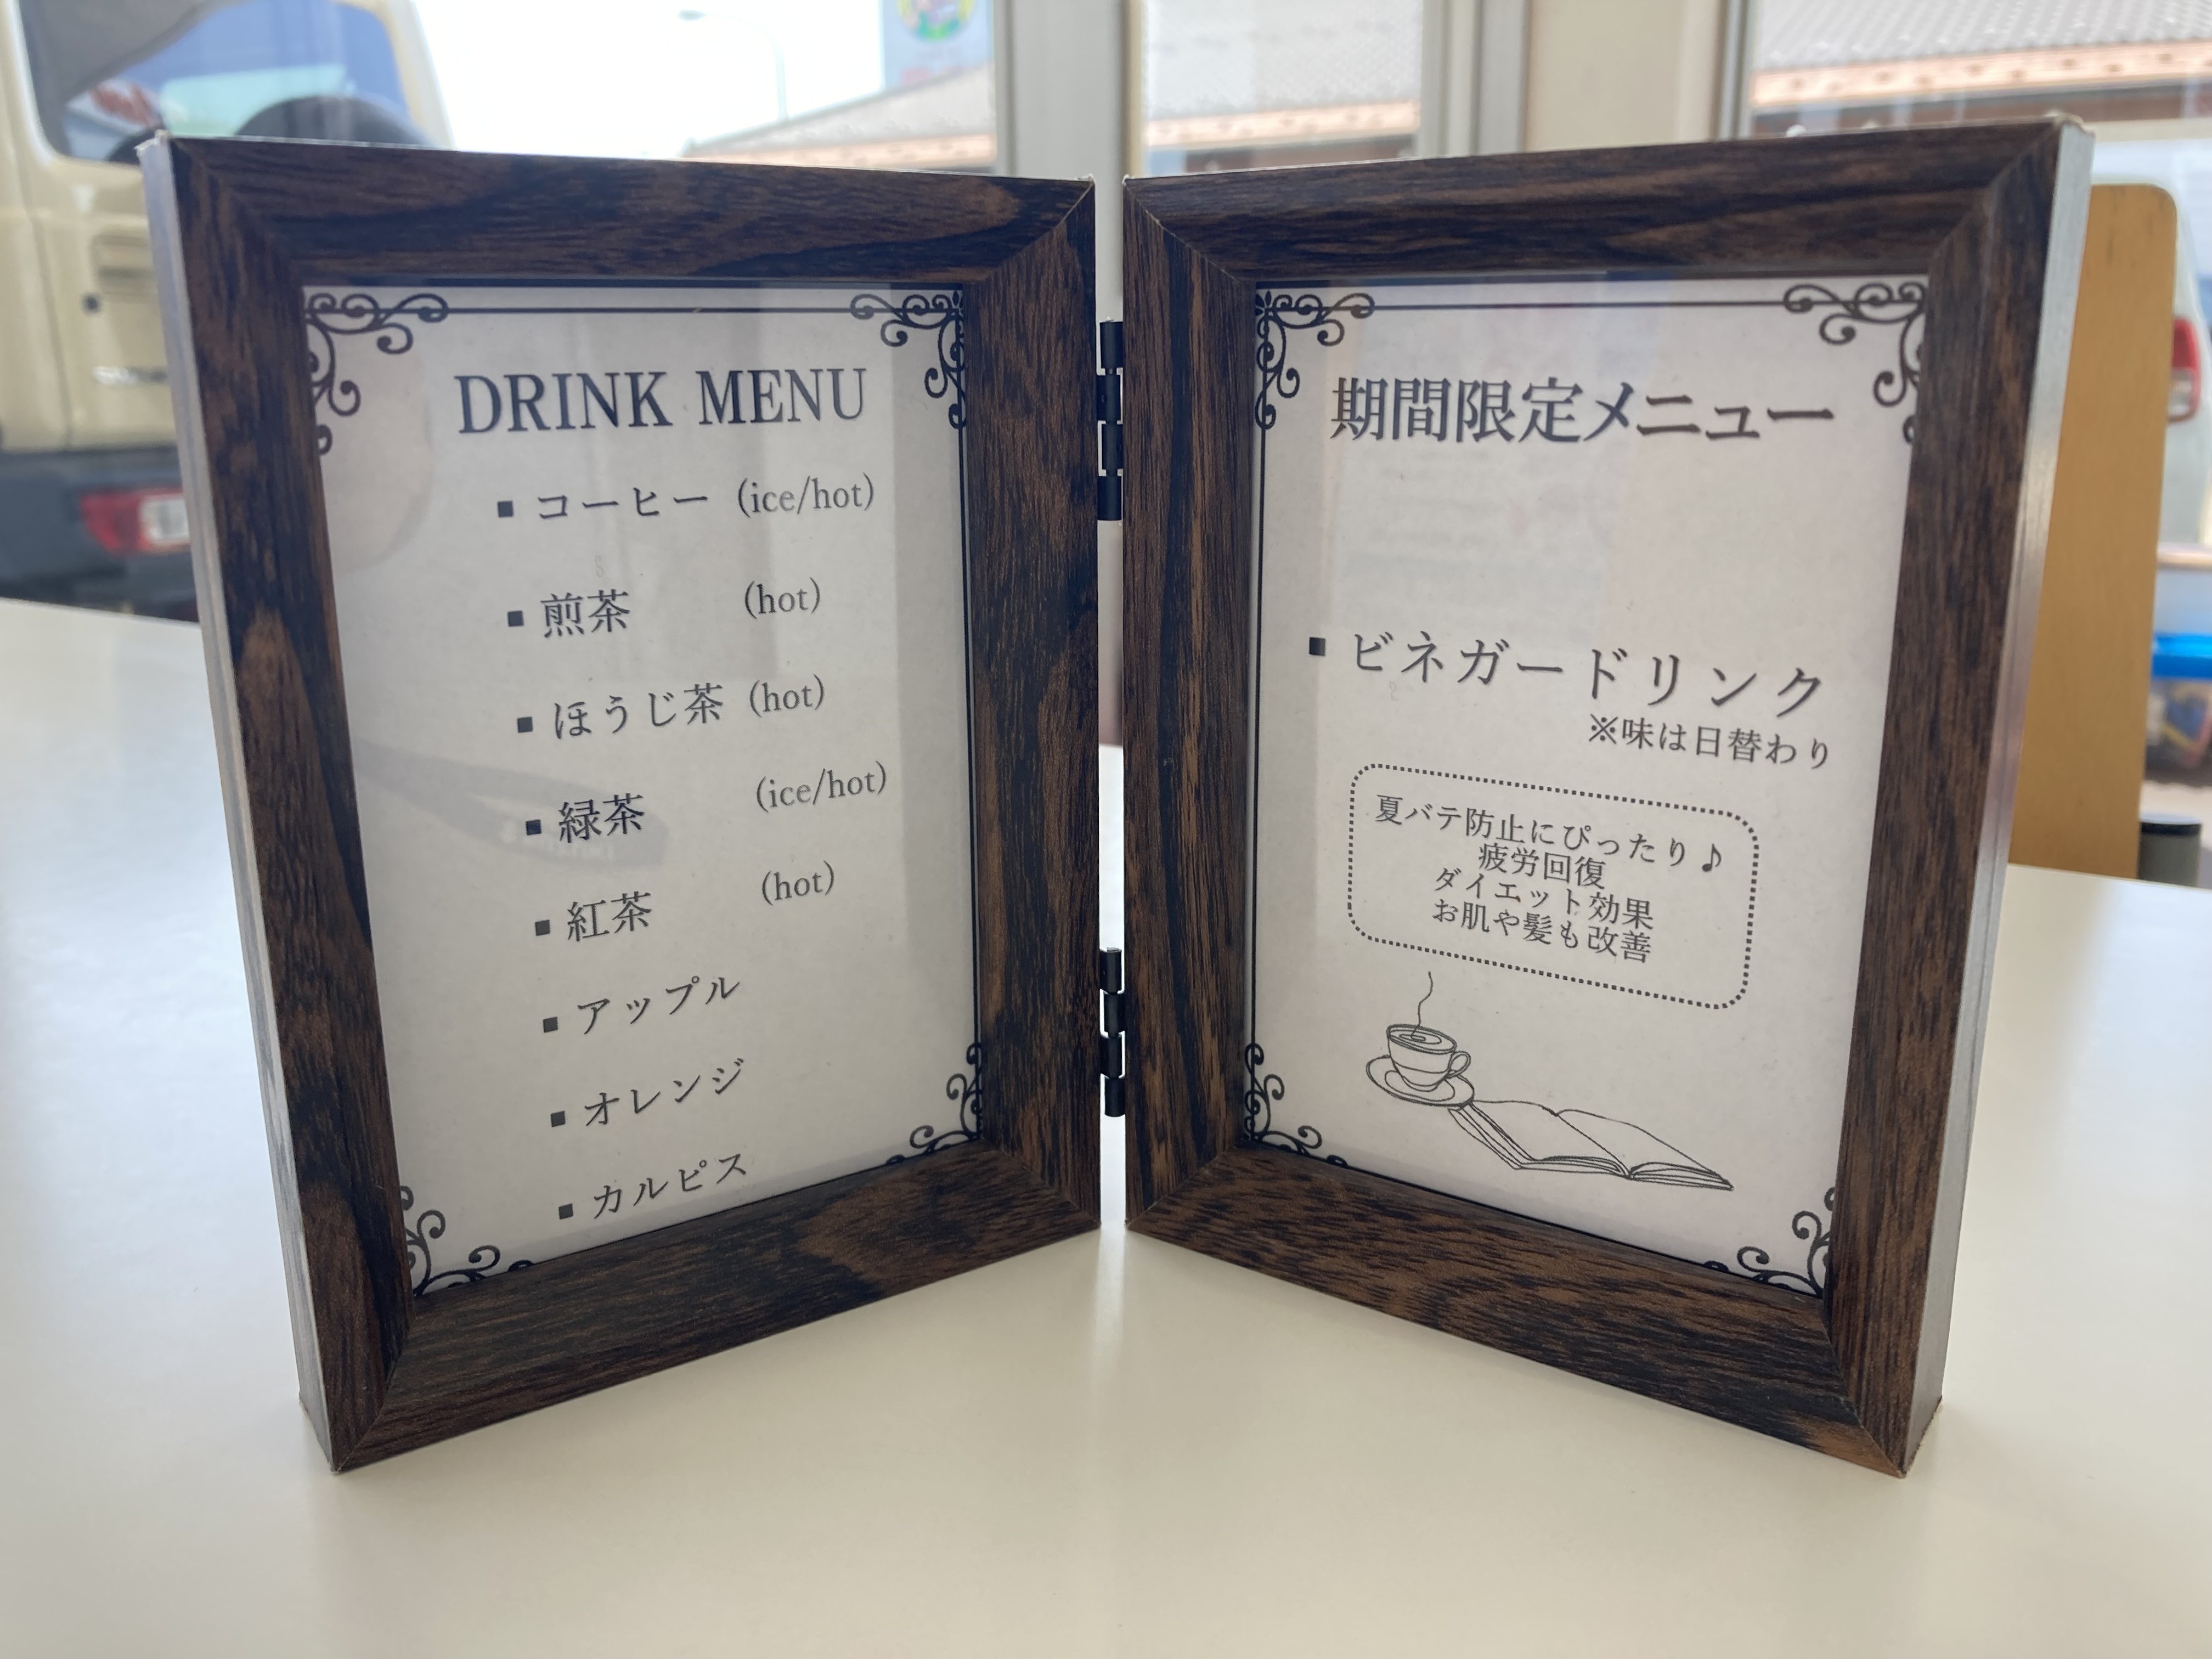 DRINK MENU
▪ コーヒー (ice/hot)
▪ 煎茶 (hot)
▪ ほうじ茶 (hot)
▪ 緑茶 (ice/hot)
▪ 紅茶 (hot)
▪ アップル
▪ オレンジ
▪ カルピス
期間限定メニュー
▪ ビネガードリンク
※味は日替わり
夏バテ防止にぴったり♪
疲労回復
ダイエット効果
お肌や髪も改善